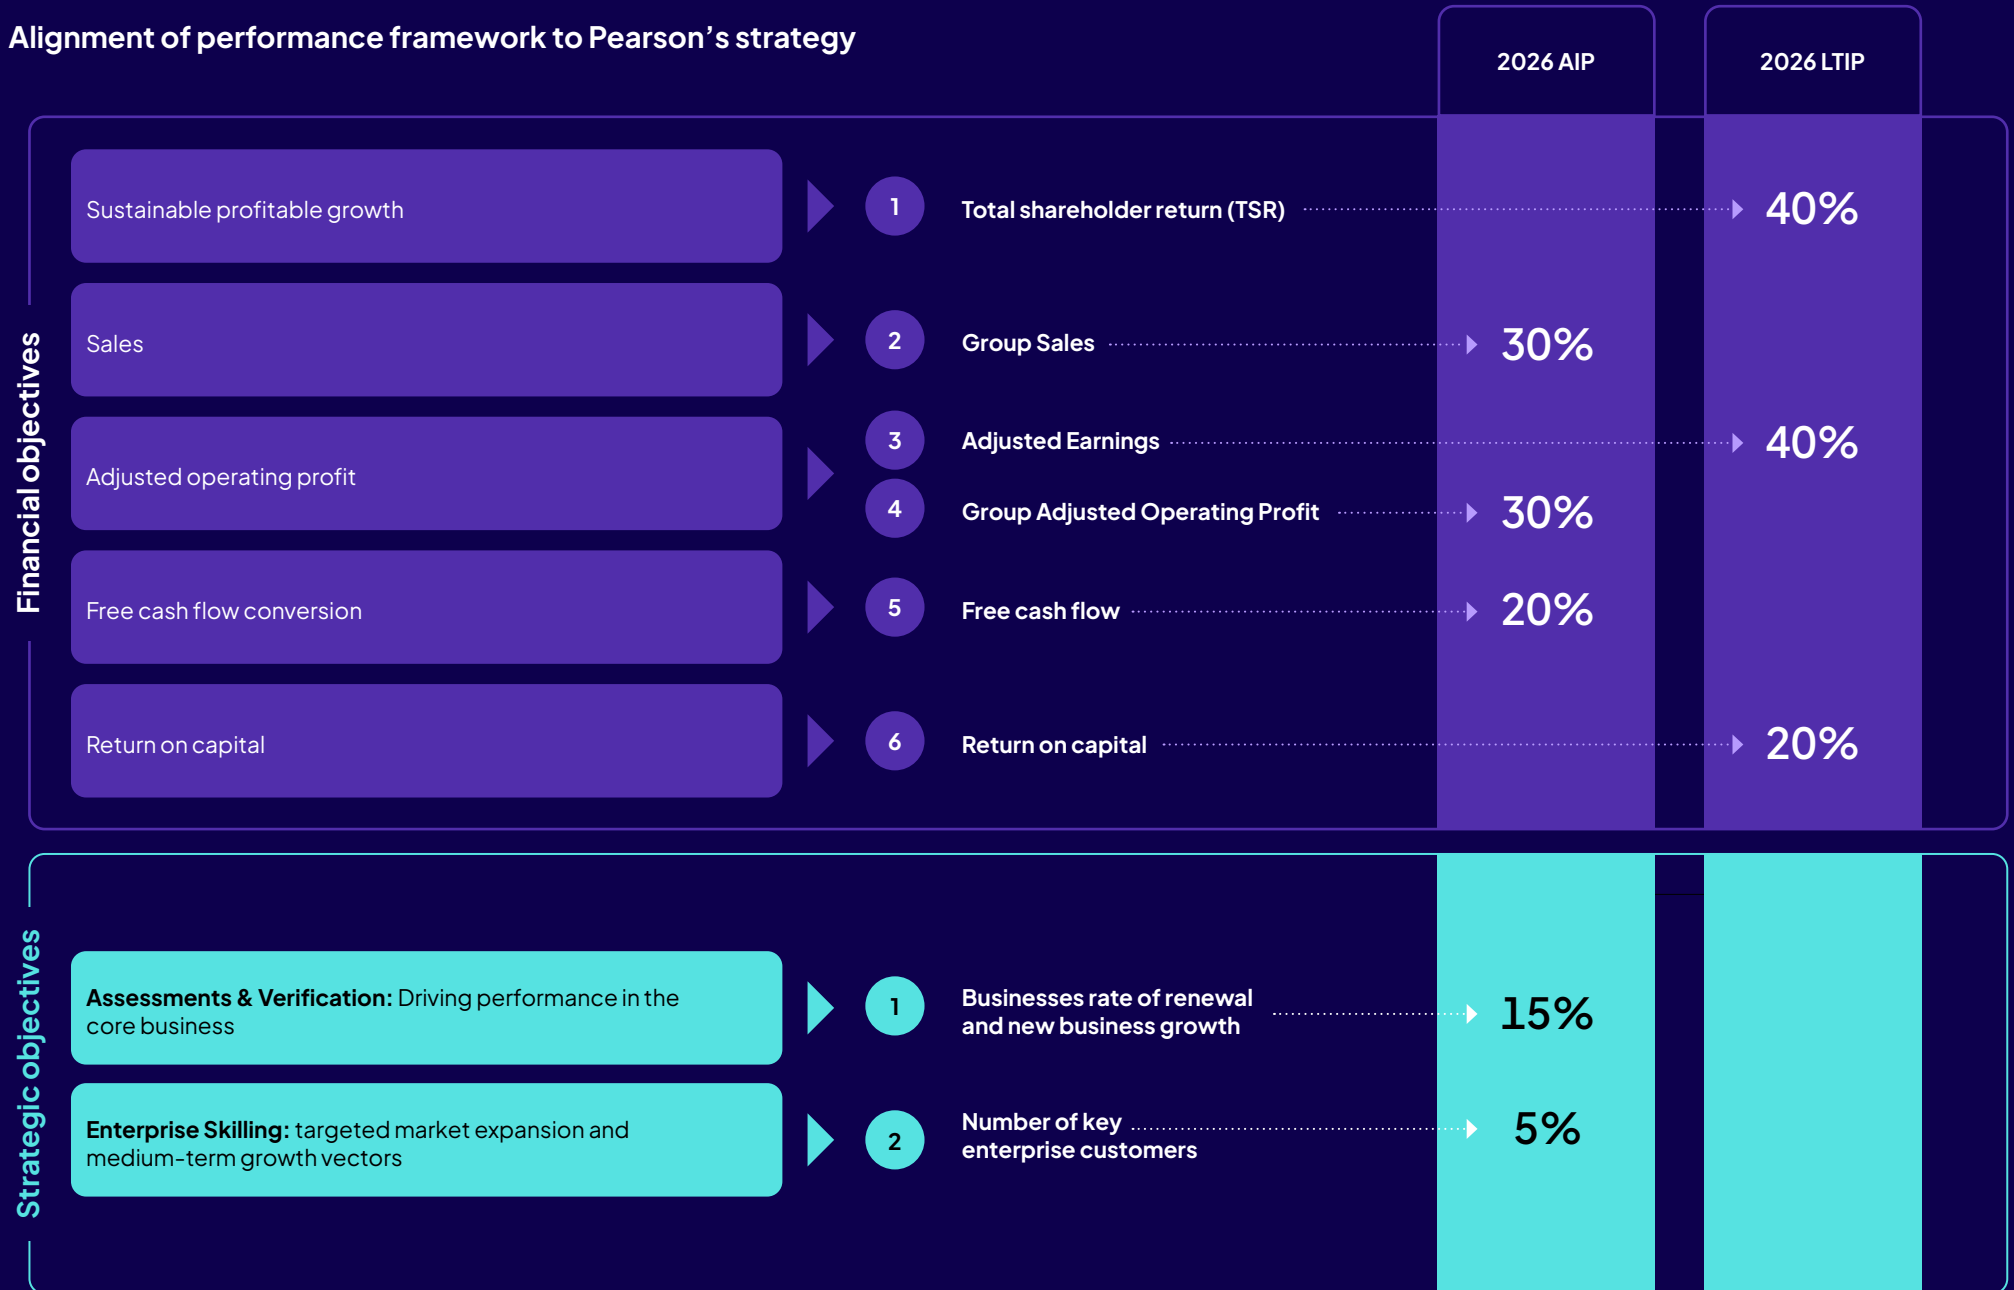 Alignment of performance framework to Pearson’s strategy
2026 AIP
2026 LTIP
Financial objectives
Sustainable profitable growth
1
Total shareholder return (TSR)
40%
Sales
2
Group Sales
30%
Adjusted operating profit
3
Adjusted Earnings
40%
4
Group Adjusted Operating Profit
30%
Free cash flow conversion
5
Free cash flow
20%
Return on capital
6
Return on capital
20%
Strategic objectives
Assessments & Verification: Driving performance in the
core business
1
Businesses rate of renewal
and new business growth
15%
Enterprise Skilling: targeted market expansion and
medium-term growth vectors
2
Number of key
enterprise customers
5%